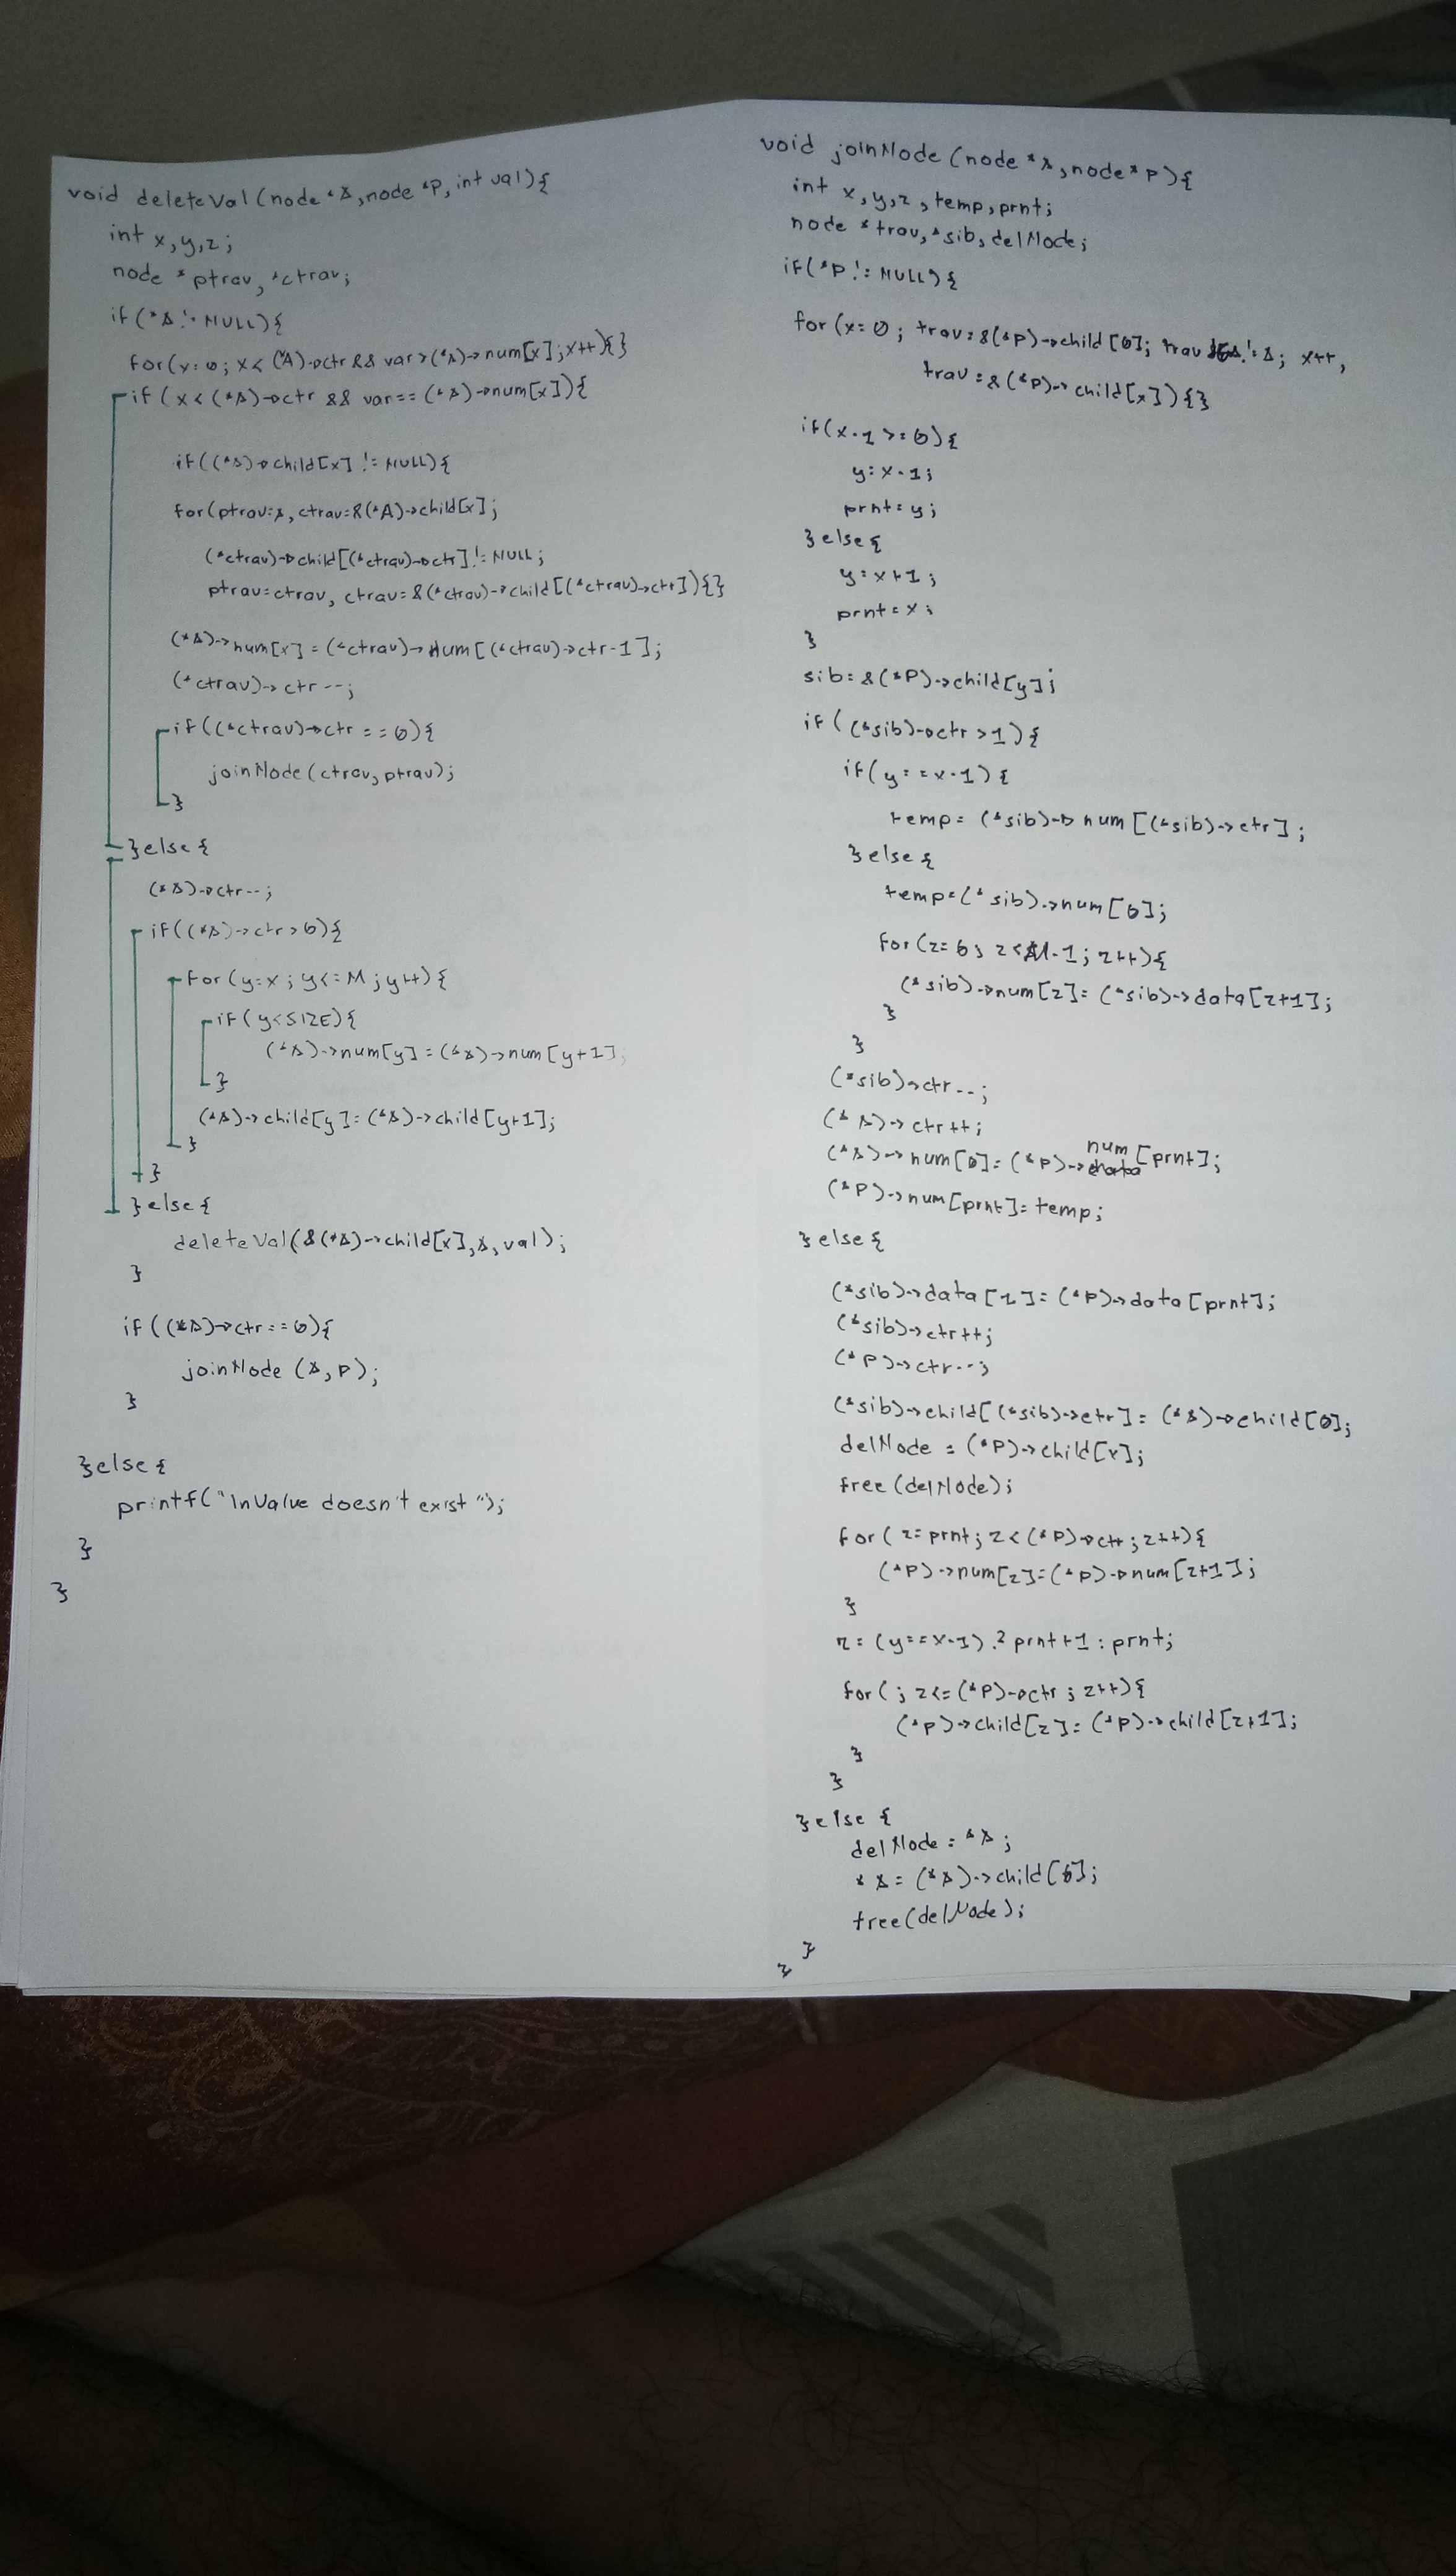 void deleteVal(node *A,node *P,int val){
int x,y,z;
node *ptrav, *ctrav;
if(*A != NULL){
for(x=0; x<(*A)->ctr && var>(*A)->num[x];x++){}
if(x<(*A)->ctr && var==(*A)->num[x]){
if((*A)->child[x] != NULL){
for(ptrav=A, ctrav=&(*A)->child[x];
(*ctrav)->child[(*ctrav)->ctr] != NULL;
ptrav=ctrav, ctrav=&(*ctrav)->child[(*ctrav)->ctr]){}
(*A)->num[x] = (*ctrav)->num[(*ctrav)->ctr-1];
(*ctrav)->ctr--;
if((*ctrav)->ctr==0){
joinNode(ctrav,ptrav);
}
}else{
(*A)->ctr--;
if((*A)->ctr>0){
for(y=x; y<=M; y++){
if(y<SIZE){
(*A)->num[y]=(*A)->num[y+1];
}
(*A)->child[y]=(*A)->child[y+1];
}
}
}else{
deleteVal(&(*A)->child[x],A,val);
}
if((*A)->ctr==0){
joinNode(A,P);
}
}else{
printf("InValue doesn't exist");
}
}
void joinNode(node *A,node *P){
int x,y,z,temp,prnt;
node *trav,*sib,delNode;
if(*P != NULL){
for(x=0; trav=&(*P)->child[0]; trav != A; x++,
trav=&(*P)->child[x]){}
if(x-1>=0){
y=x-1;
prnt=y;
}else{
y=x+1;
prnt=x;
}
sib=&(*P)->child[y];
if((*sib)->ctr>1){
if(y==x-1){
temp=(*sib)->num[(*sib)->ctr];
}else{
temp=(*sib)->num[0];
for(z=0; z<M-1; z++){
(*sib)->num[z]=(*sib)->data[z+1];
}
}
(*sib)->ctr--;
(*A)->ctr++;
(*A)->num[0]=(*P)->num[prnt];
(*P)->num[prnt]=temp;
}else{
(*sib)->data[1]=(*P)->data[prnt];
(*sib)->ctr++;
(*P)->ctr--;
(*sib)->child[(*sib)->ctr]=(*A)->child[0];
delNode=(*P)->child[x];
free(delNode);
for(z=prnt; z<(*P)->ctr; z++){
(*P)->num[z]=(*P)->num[z+1];
}
z=(y==x-1)?prnt+1:prnt;
for(; z<=(*P)->ctr; z++){
(*P)->child[z]=(*P)->child[z+1];
}
}
}else{
delNode=*A;
*A=(*A)->child[0];
free(delNode);
}
}